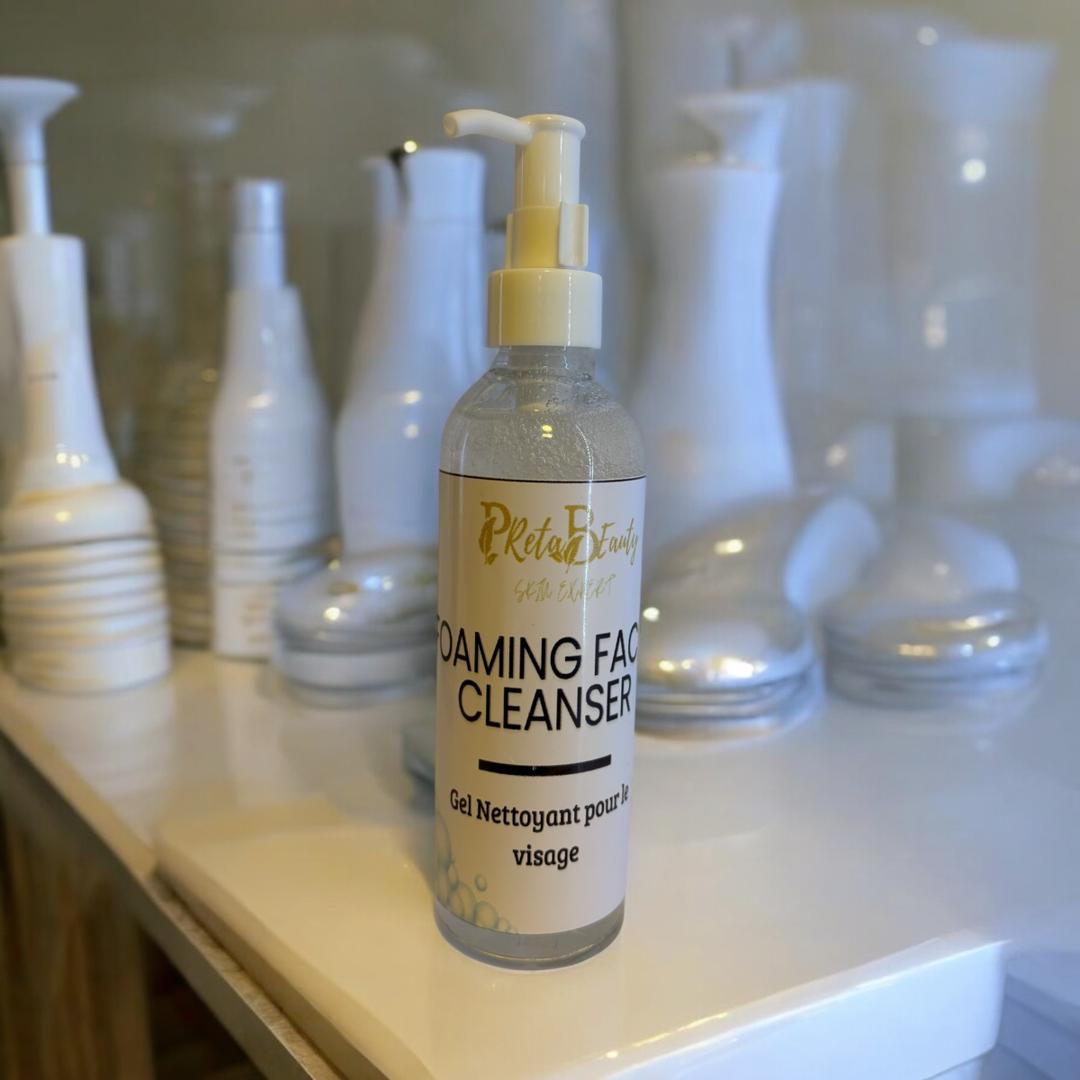 PRetaBEauty
SKIN EXPERT
FOAMING FAC
CLEANSER
Gel Nettoyant pour le
visage